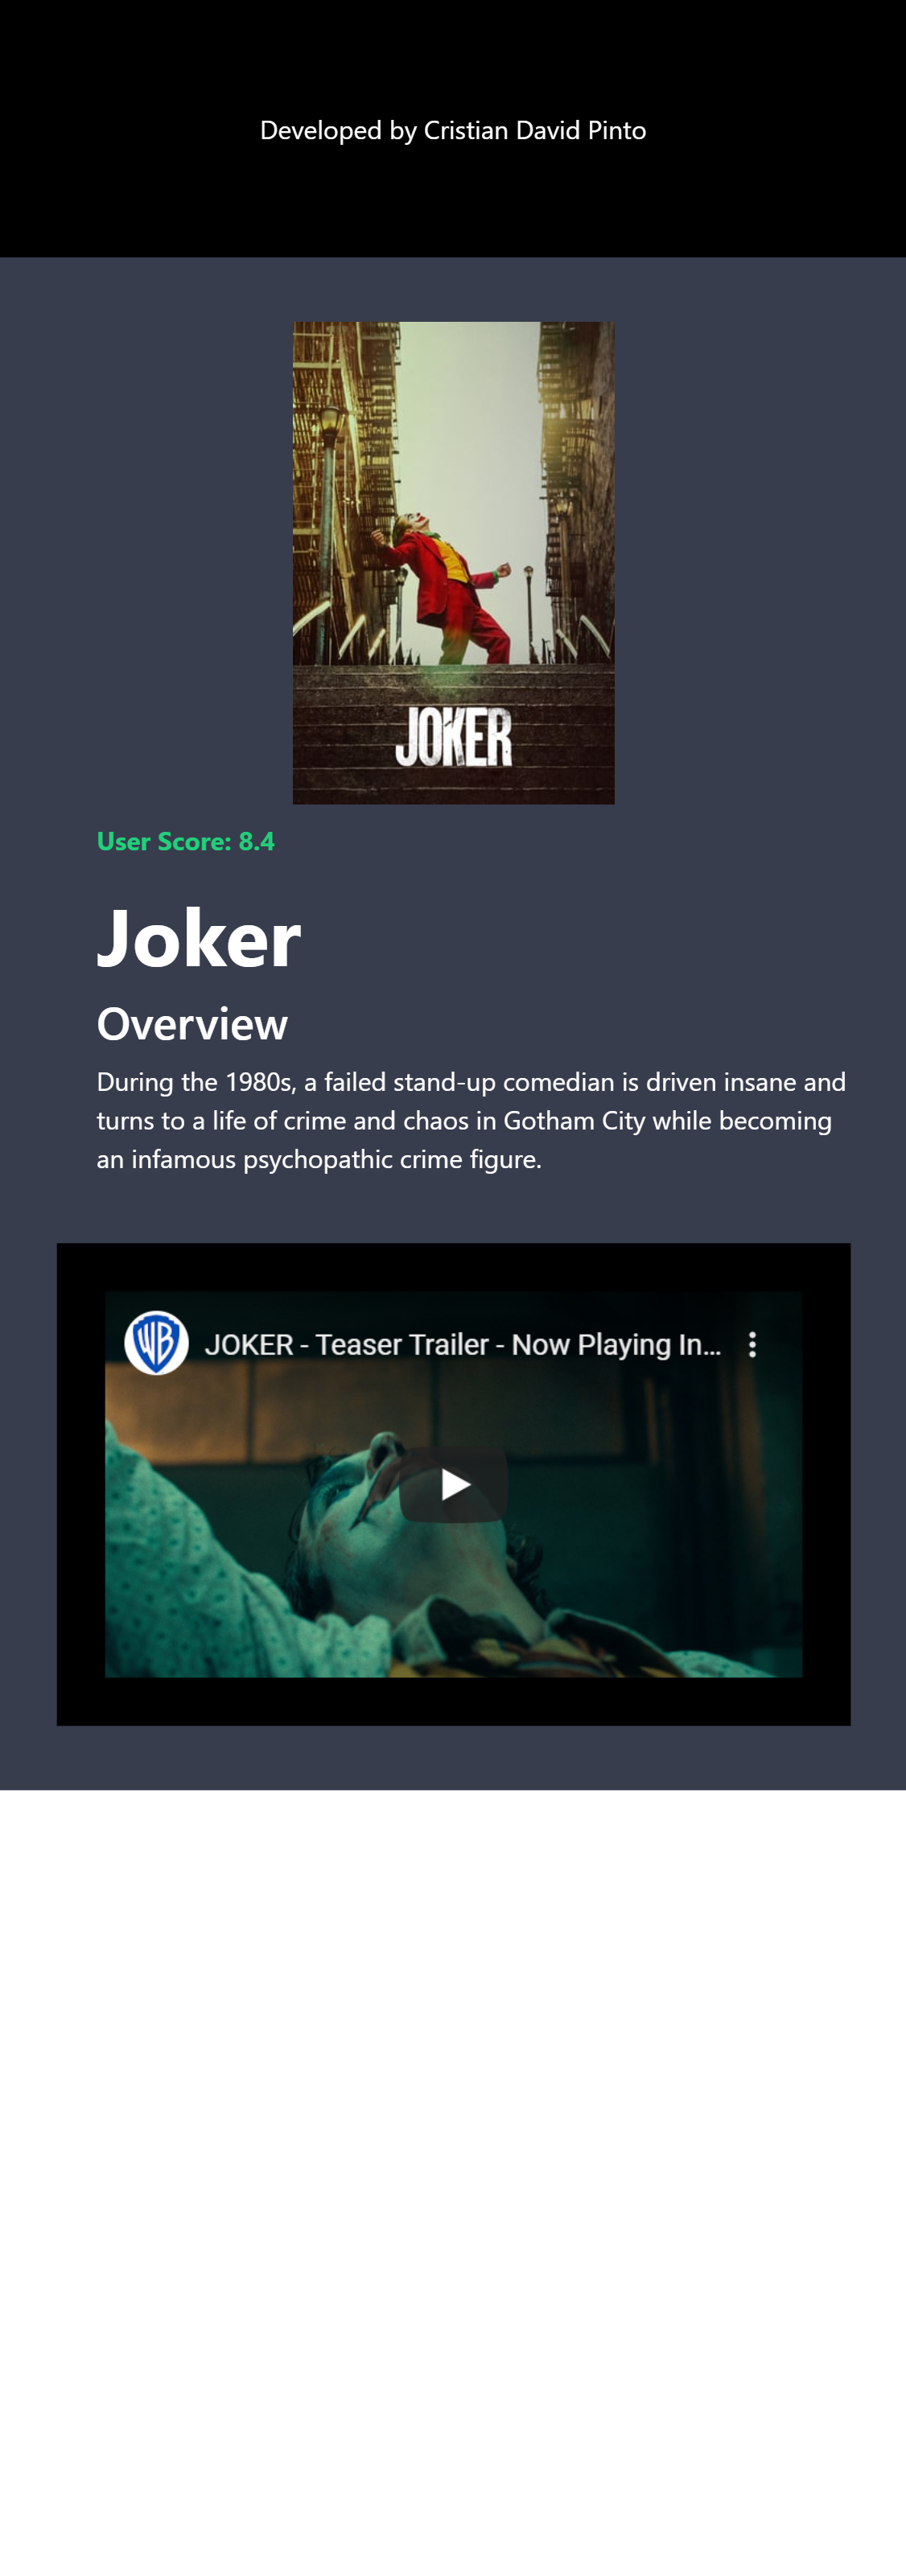 Developed by Cristian David Pinto
JOKER
User Score: 8.4
Joker
Overview
During the 1980s, a failed stand-up comedian is driven insane and
turns to a life of crime and chaos in Gotham City while becoming
an infamous psychopathic crime figure.
WB
JOKER - Teaser Trailer - Now Playing In...